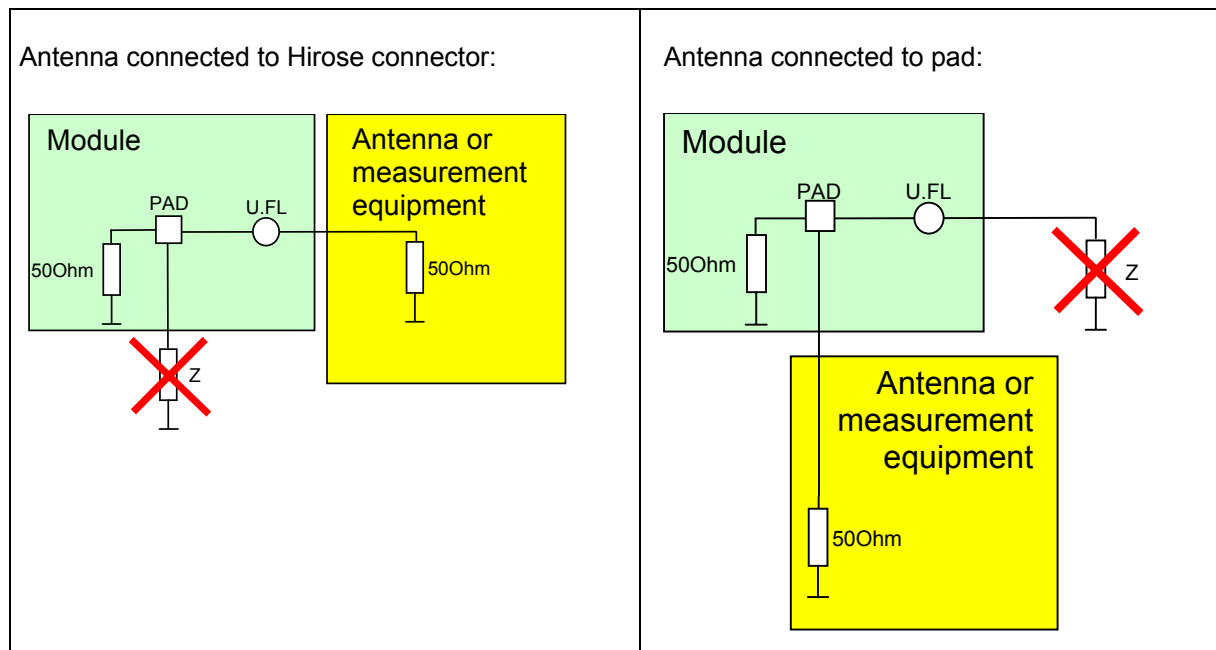 Antenna connected to Hirose connector:
Module
PAD
U.FL
50Ohm
Z
Antenna or
measurement
equipment
50Ohm
Antenna connected to pad:
Module
PAD
U.FL
50Ohm
Z
Antenna or
measurement
equipment
50Ohm